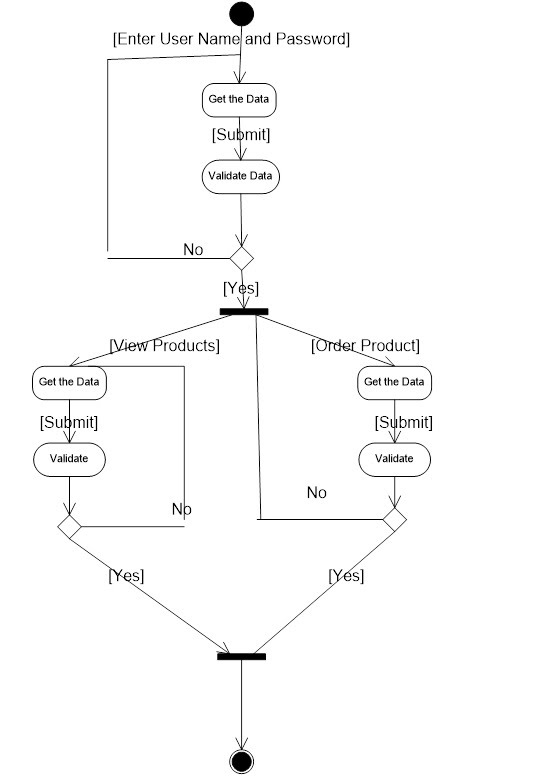 [Enter User Name and Password]
Get the Data
[Submit]
Validate Data
No
[Yes]
[View Products]
[Order Product]
Get the Data
Get the Data
[Submit]
[Submit]
Validate
Validate
No
No
[Yes]
[Yes]